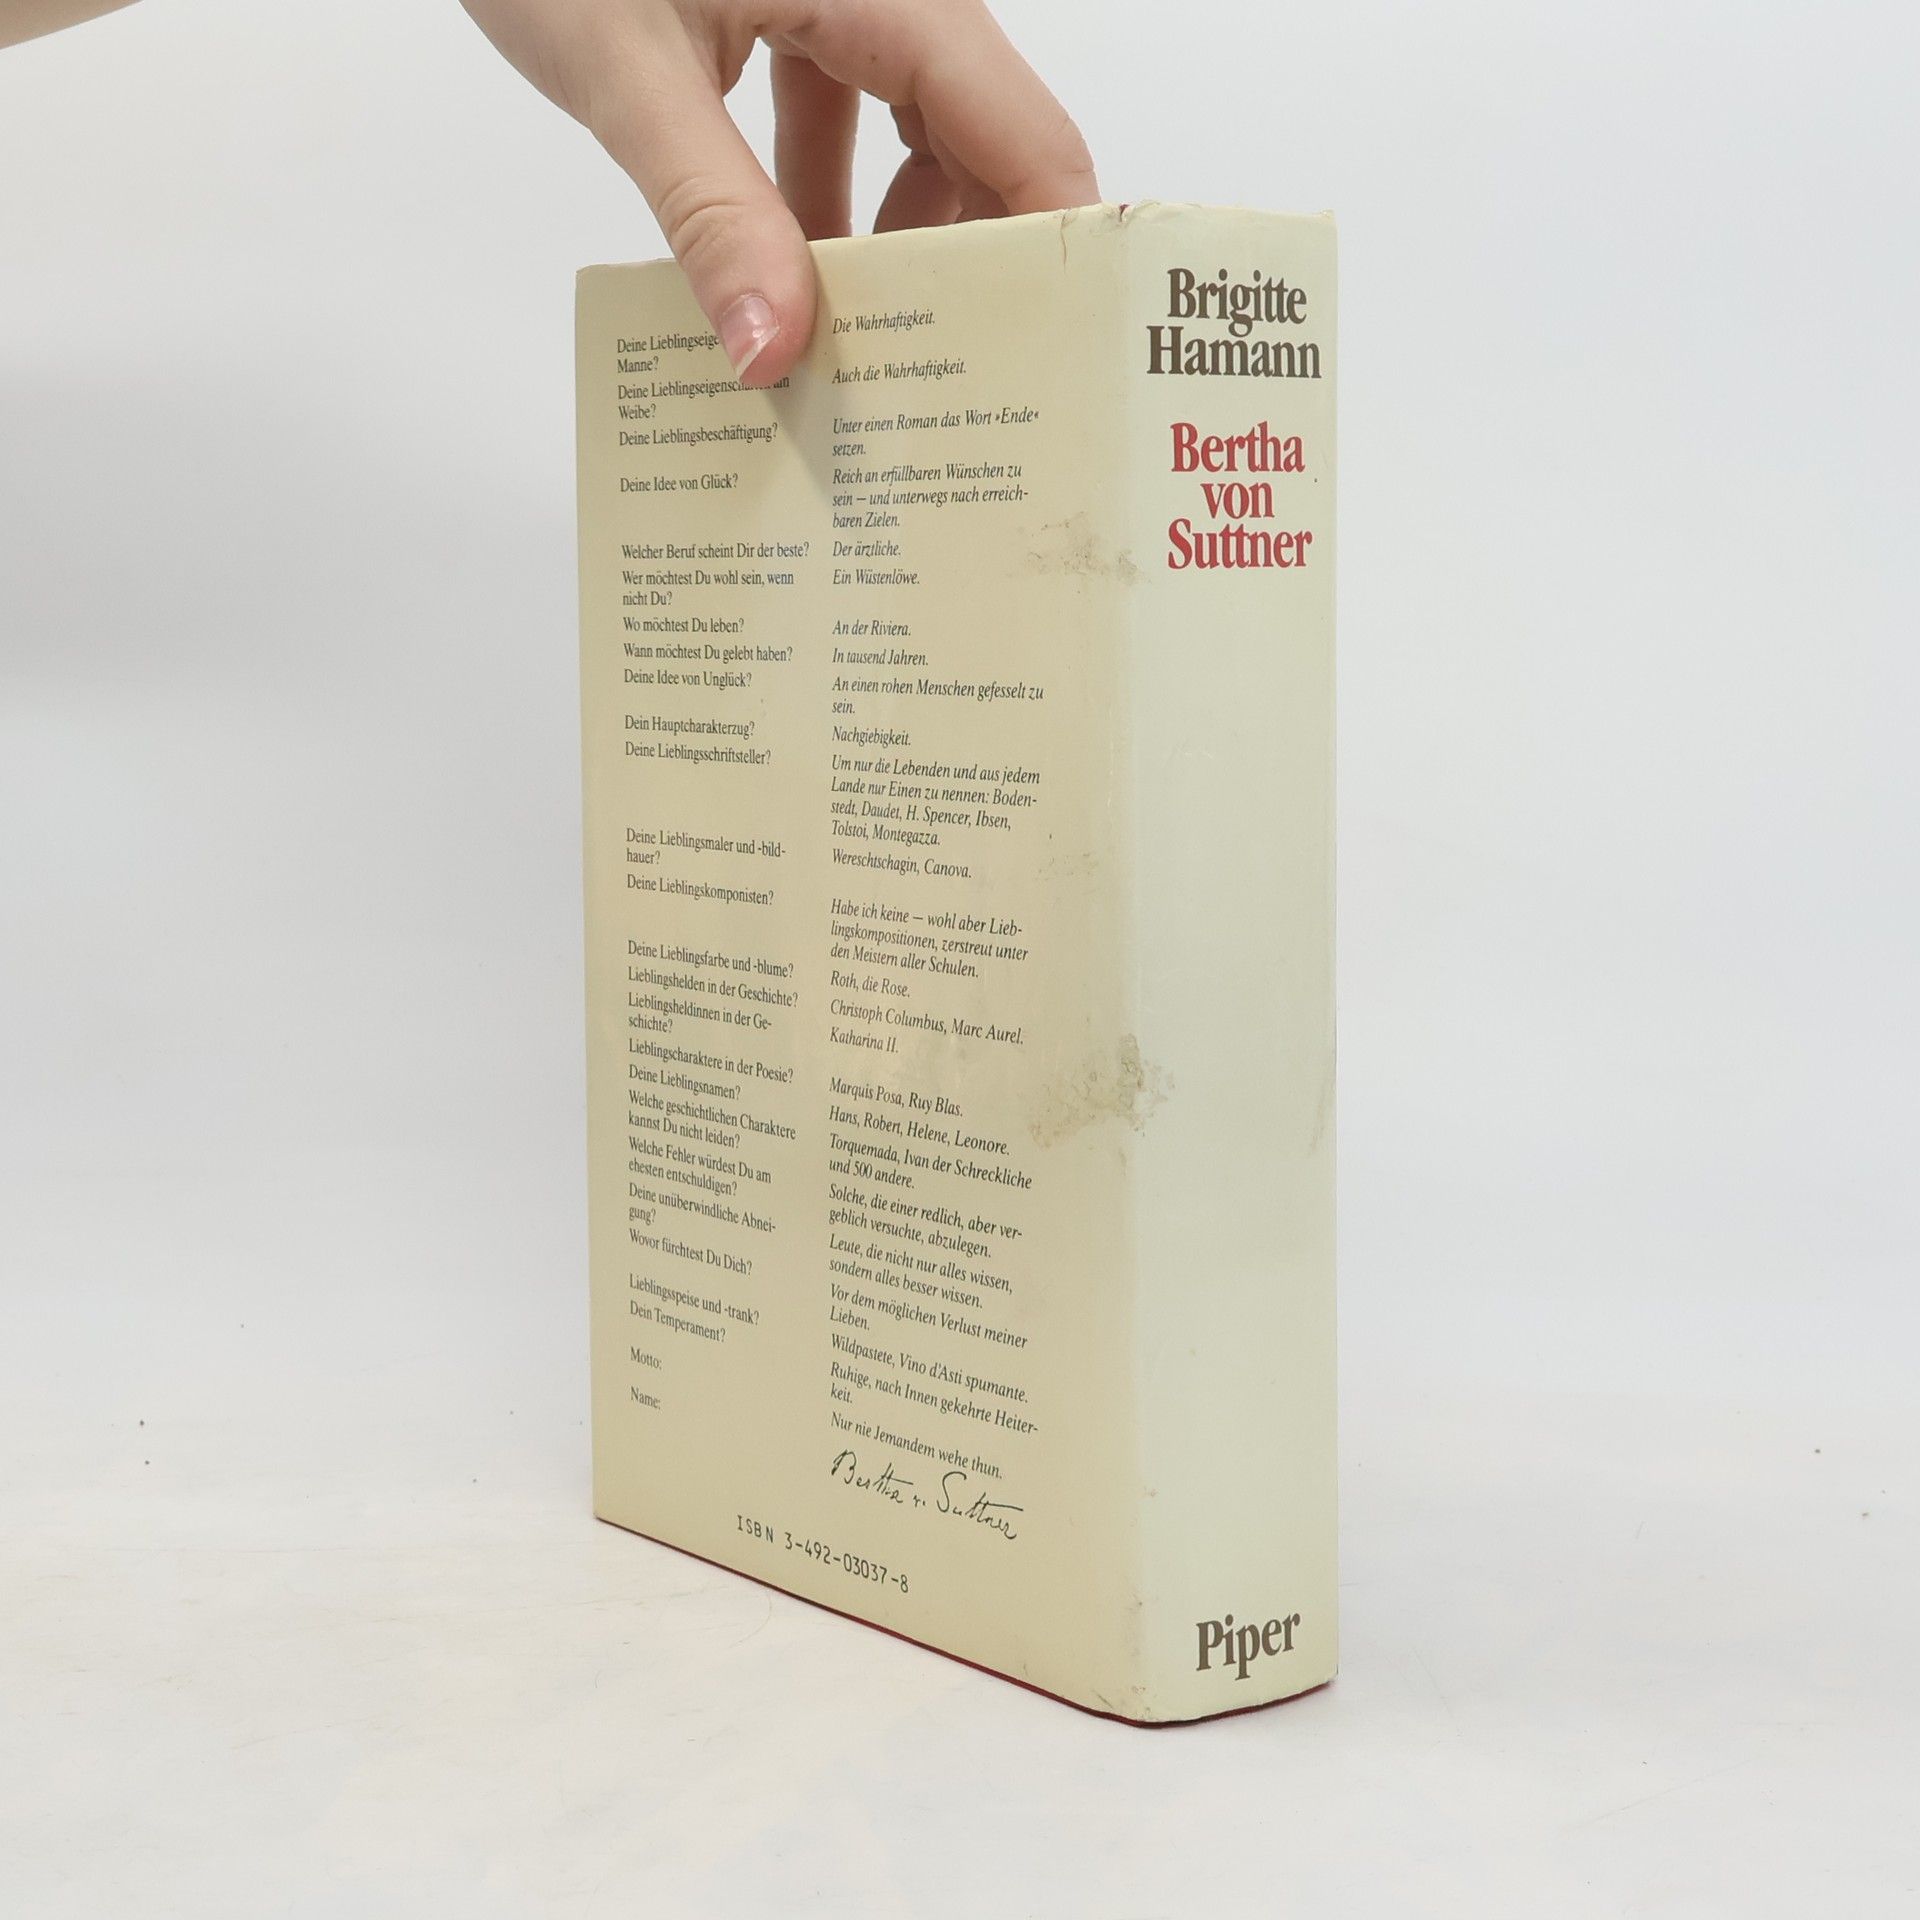 Deine Lieblingseige
Manne?
Die Wahrhaftigkeit.
Deine Lieblingseigenschaften am
Weibe?
Auch die Wahrhaftigkeit.
Deine Lieblingsbeschäftigung?
Unter einen Roman das Wort »Ende«
setzen.
Deine Idee von Glück?
Reich an erfüllbaren Wünschen zu
sein – und unterwegs nach erreich-
baren Zielen.
Welcher Beruf scheint Dir der beste?
Der ärztliche.
Wer möchtest Du wohl sein, wenn
nicht Du?
Ein Wüstenlöwe.
Wo möchtest Du leben?
An der Riviera.
Wann möchtest Du gelebt haben?
In tausend Jahren.
Deine Idee von Unglück?
An einen rohen Menschen gefesselt zu
sein.
Dein Hauptcharakterzug?
Nachgiebigkeit.
Deine Lieblingsschriftsteller?
Um nur die Lebenden und aus jedem
Lande nur Einen zu nennen: Boden-
stedt, Daudet, H. Spencer, Ibsen,
Tolstoi, Montegazza.
Deine Lieblingsmaler und -bild-
hauer?
Wereschtschagin, Canova.
Deine Lieblingskomponisten?
Habe ich keine – wohl aber Lieb-
lingskompositionen, zerstreut unter
den Meistern aller Schulen.
Deine Lieblingsfarbe und -blume?
Roth, die Rose.
Lieblingshelden in der Geschichte?
Christoph Columbus, Marc Aurel.
Lieblingsheldinnen in der Ge-
schichte?
Katharina II.
Lieblingscharaktere in der Poesie?
Marquis Posa, Ruy Blas.
Deine Lieblingsnamen?
Hans, Robert, Helene, Leonore.
Welche geschichtlichen Charaktere
kannst Du nicht leiden?
Torquemada, Ivan der Schreckliche
und 500 andere.
Welche Fehler würdest Du am
ehesten entschuldigen?
Solche, die einer redlich, aber ver-
geblich versuchte, abzulegen.
Deine unüberwindliche Abnei-
gung?
Leute, die nicht nur alles wissen,
sondern alles besser wissen.
Wovor fürchtest Du Dich?
Vor dem möglichen Verlust meiner
Lieben.
Lieblingsspeise und -trank?
Wildpastete, Vino d'Asti spumante.
Dein Temperament?
Ruhige, nach Innen gekehrte Heiter-
keit.
Motto:
Nur nie Jemandem wehe thun.
Name:
Bertha v. Suttner
ISBN 3-492-03037-8
Brigitte
Hamann
Bertha
von
Suttner
Piper